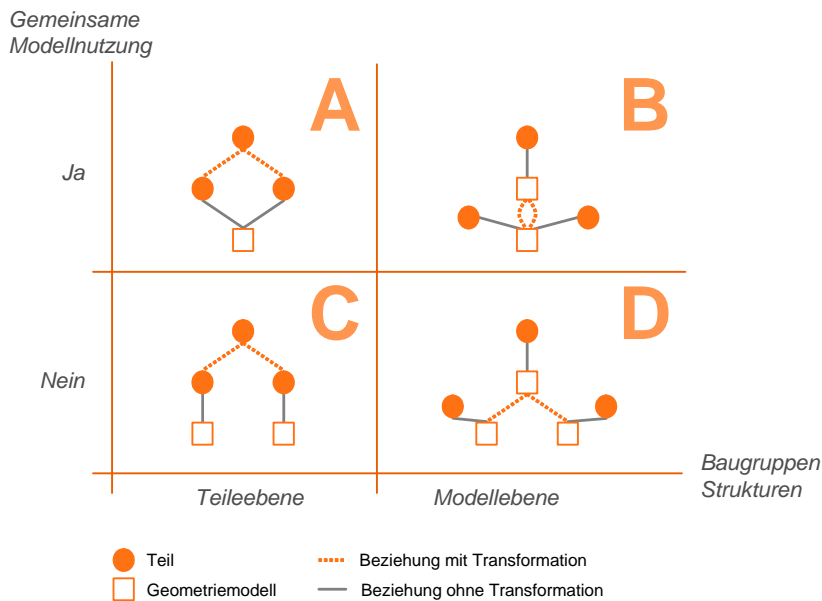 Gemeinsame
Modellnutzung
A
B
Ja
C
D
Nein
Baugruppen
Strukturen
Teileebene
Modellebene
Teil
Beziehung mit Transformation
Geometriemodell
Beziehung ohne Transformation